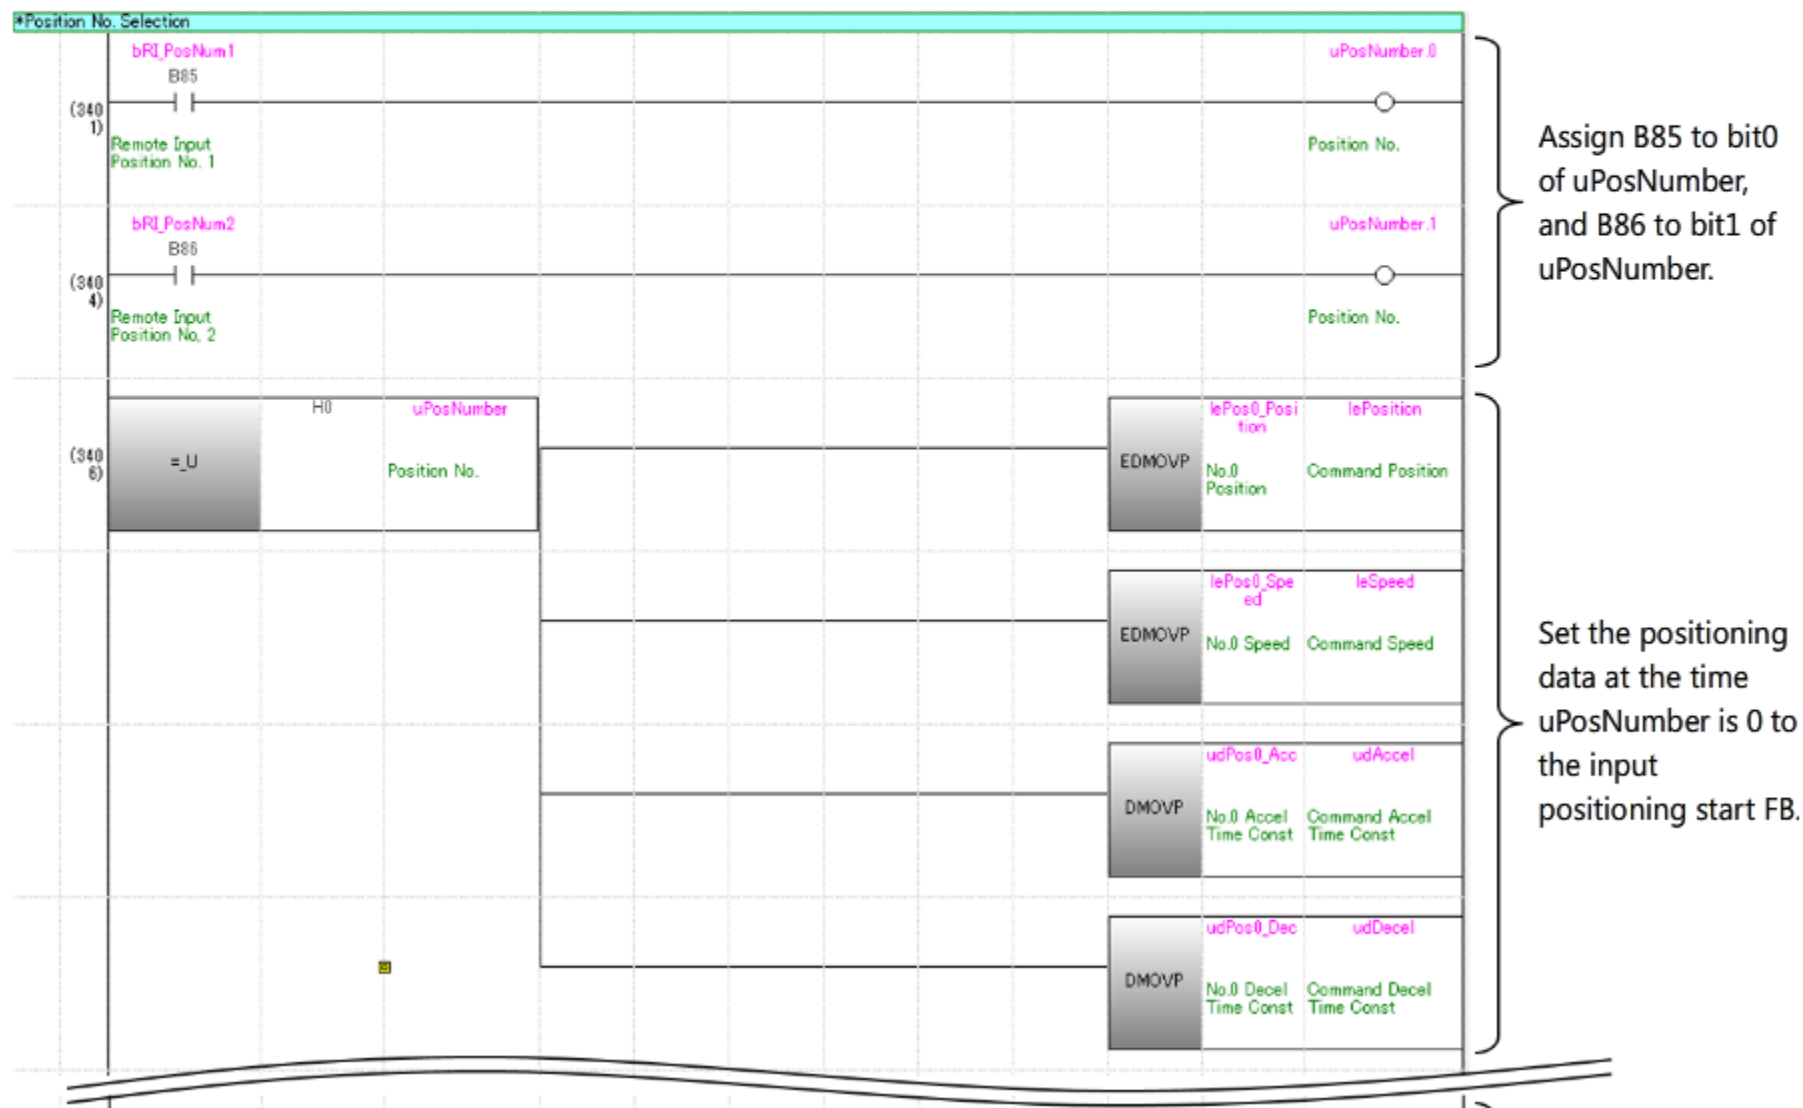 *Position No. Selection
bRI_PosNum1
uPosNumber.0
B85
(340
1)
Remote Input
Position No. 1
Position No.
Assign B85 to bit0
of uPosNumber,
and B86 to bit1 of
uPosNumber.
bRI_PosNum2
uPosNumber.1
B86
(340
4)
Remote Input
Position No, 2
Position No.
(340
6)
=_U
H0
uPosNumber
Position No.
EDMOVP
lePos0_Posi
tion
lePosition
No.0
Position
Command Position
EDMOVP
lePos0_Spe
ed
leSpeed
No.0 Speed
Command Speed
DMOVP
udPos0_Acc
udAccel
No.0 Accel
Time Const
Command Accel
Time Const
DMOVP
udPos0_Dec
udDecel
No.0 Decel
Time Const
Command Decel
Time Const
Set the positioning
data at the time
uPosNumber is 0 to
the input
positioning start FB.